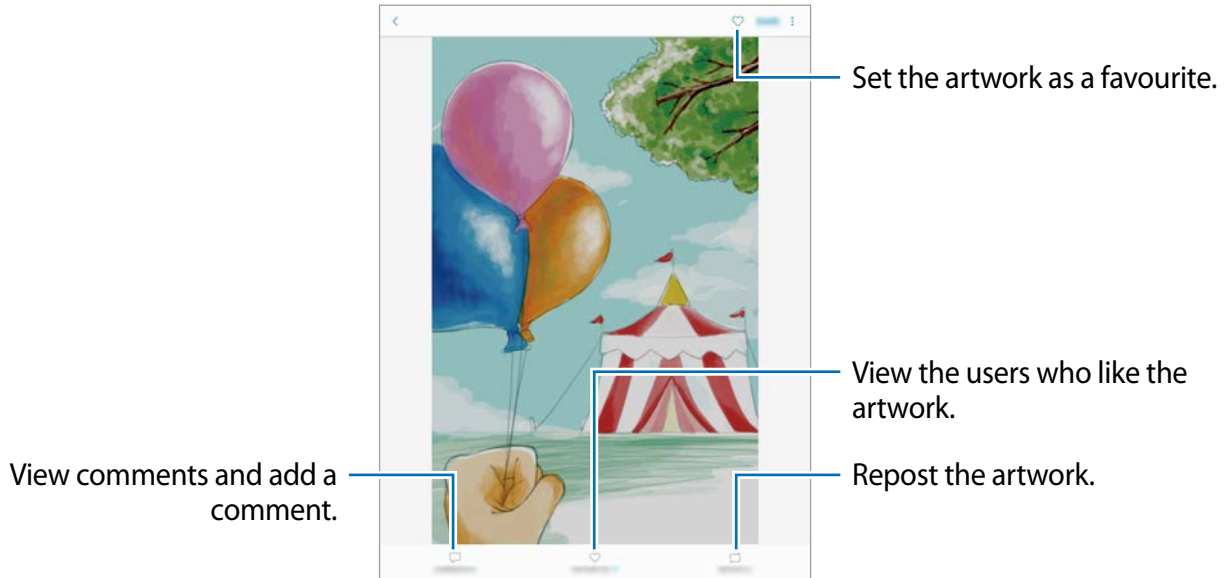 Set the artwork as a favourite.
View the users who like the
artwork.
View comments and add a
comment.
Repost the artwork.